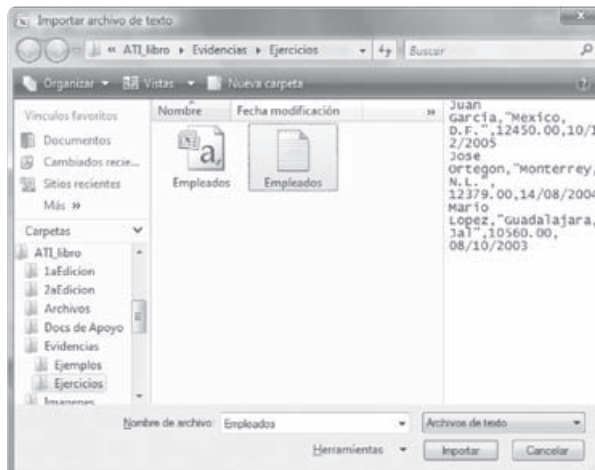 Importar archivo de texto
« ATI_libro ▸ Evidencias ▸ Ejercicios
Buscar
Organizar Vistas Nueva carpeta
Vínculos favoritos
Documentos
Cambiados recie...
Sitios recientes
Más »
Carpetas
ATI_libro
1aEdicion
2aEdicion
Archivos
Docs de Apoyo
Evidencias
Ejemplos
Ejercicios
Imagenes
Nombre Fecha modificación »
Empleados Empleados
Juan
Garcia,"Mexico,
D.F.",12450.00,10/1
2/2005
Jose
Ortegon,"Monterrey,
N.L.",
12379.00,14/08/2004
Mario
Lopez,"Guadalajara,
Jal",10560.00,
08/10/2003
Nombre de archivo: Empleados Archivos de texto
Herramientas Importar Cancelar